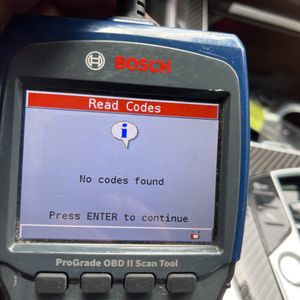 BOSCH
Read Codes
i
No codes found
Press ENTER to continue
ProGrade OBD II Scan Tool